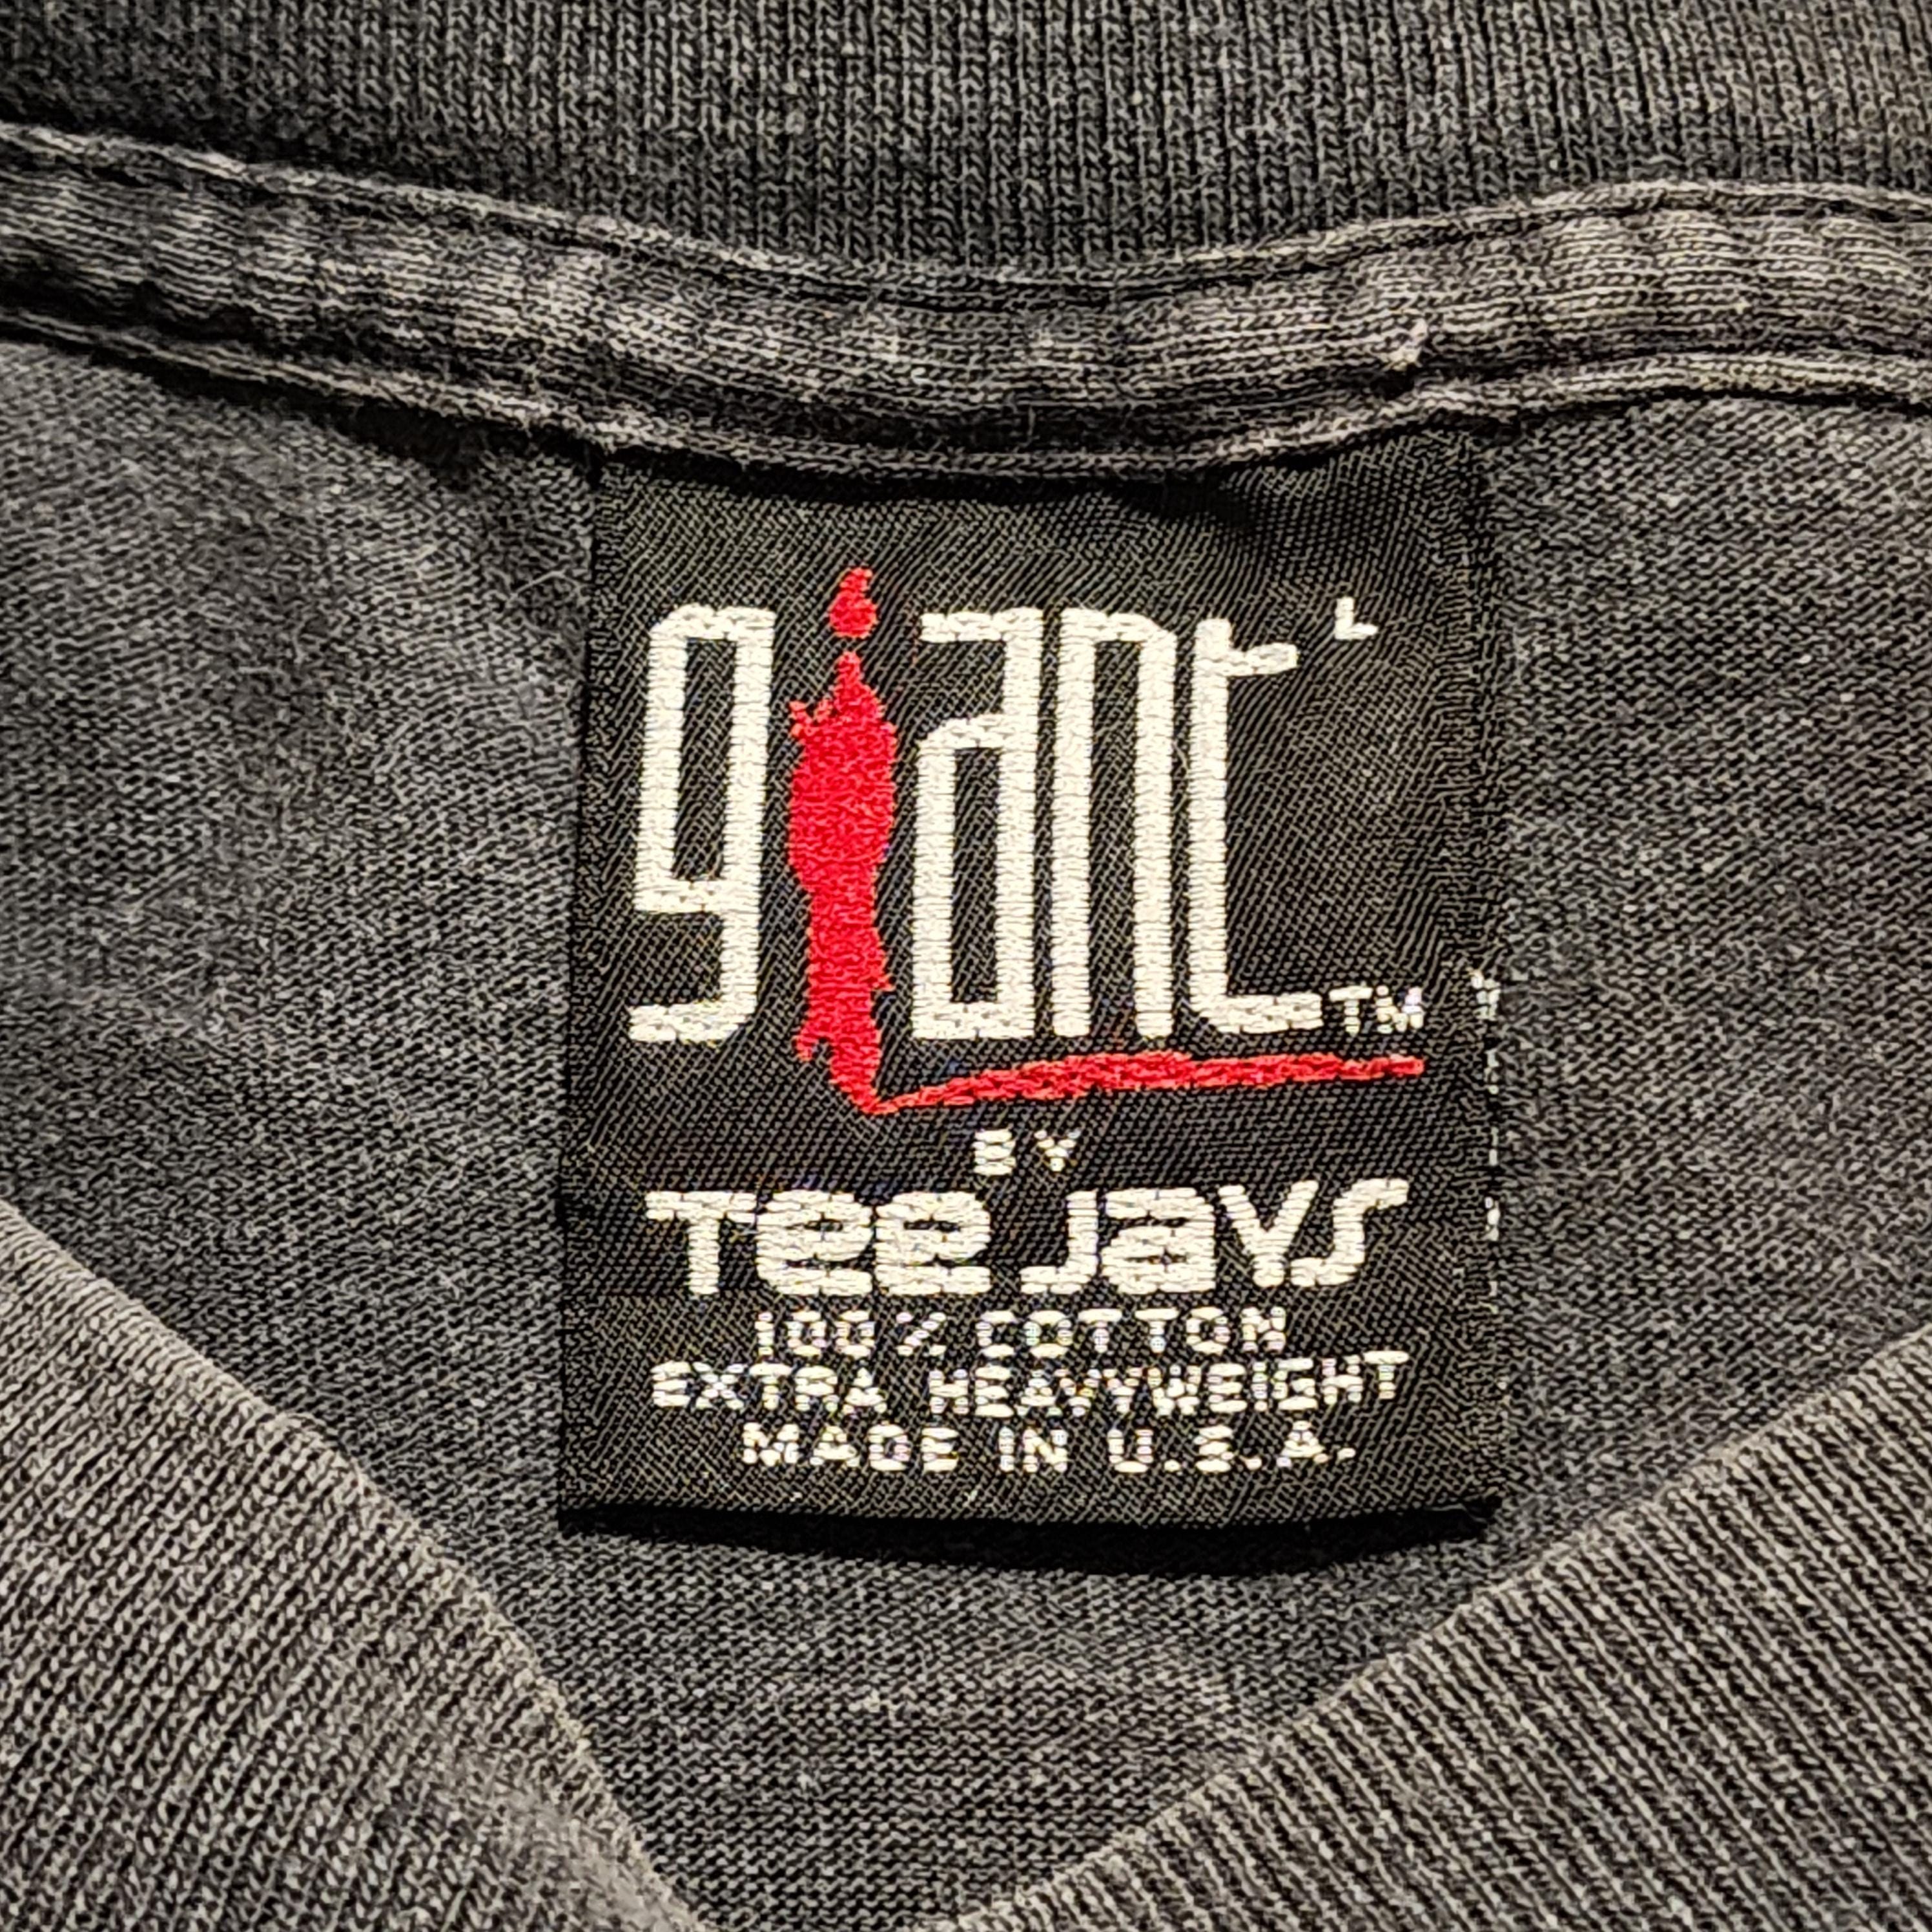 giant L
TM
BY
Tee Jays
100% COTTON
EXTRA HEAVYWEIGHT
MADE IN U.S.A.